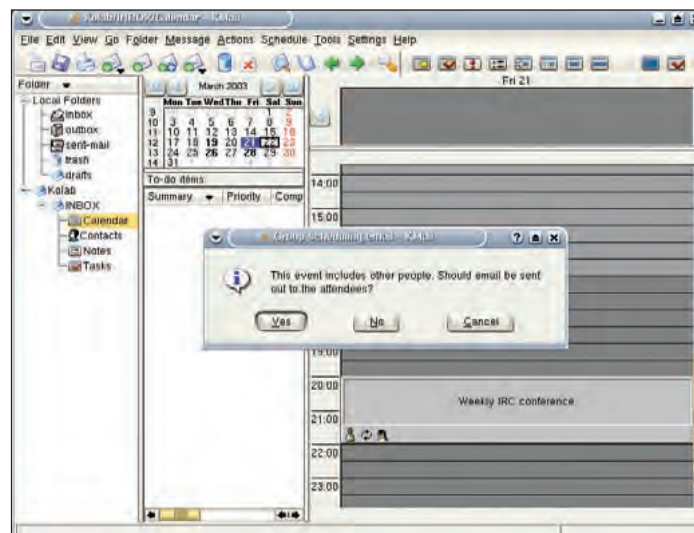 Kolab/INBOX/Calendar - KMail
File Edit View Go Folder Message Actions Schedule Tools Settings Help
Folder
Local Folders
inbox
outbox
sent-mail
trash
drafts
Kolab
INBOX
Calendar
Contacts
Notes
Tasks
March 2003
Mon Tue Wed Thu Fri Sat Sun
9 1 2
10 3 4 5 6 7 8 9
11 10 11 12 13 14 15 16
12 17 18 19 20 21 22 23
13 24 25 26 27 28 29 30
14 31
To-do items:
Summary Priority Comp
Fri 21
14:00
15:00
Group scheduling email - KMail
This event includes other people. Should email be sent
out to the attendees?
Yes No Cancel
19:00
20:00
Weekly IRC conference
21:00
22:00
23:00